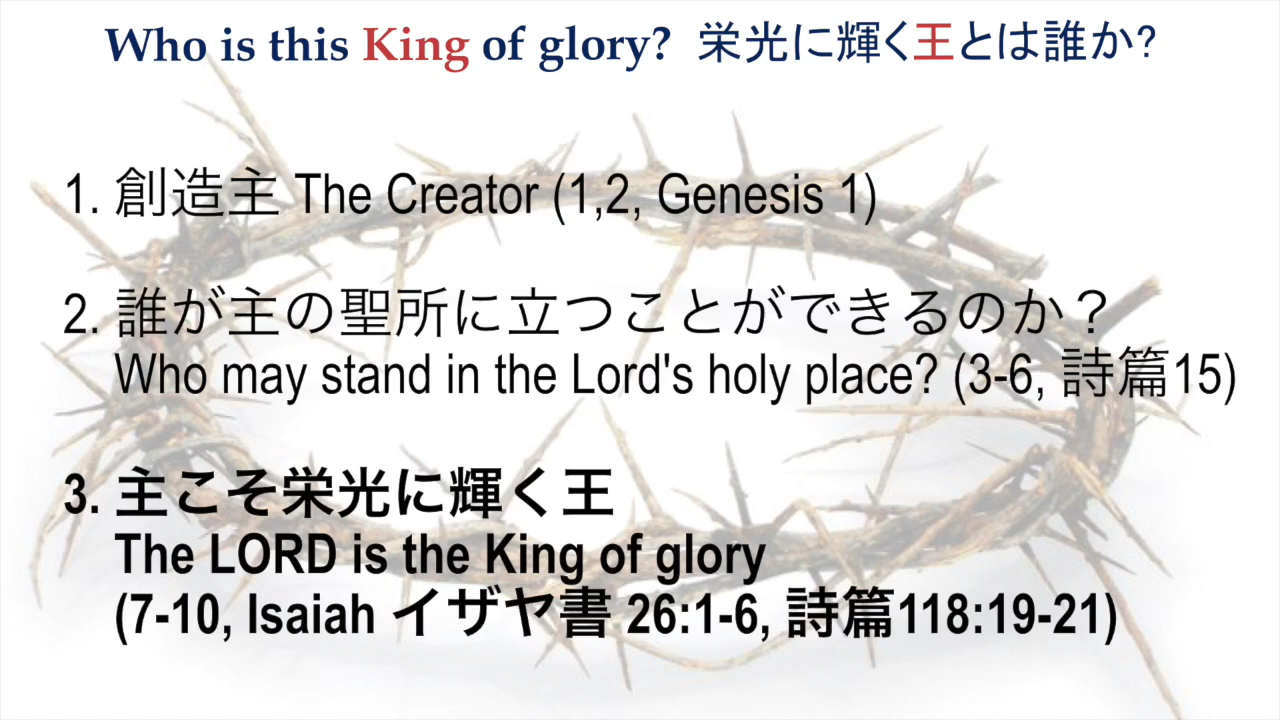 Who is this King of glory? 栄光に輝く王とは誰か?
1. 創造主 The Creator (1,2, Genesis 1)
2. 誰が主の聖所に立つことができるのか？
Who may stand in the Lord's holy place? (3-6, 詩篇15)
3. 主こそ栄光に輝く王
The LORD is the King of glory
(7-10, Isaiah イザヤ書 26:1-6, 詩篇118:19-21)